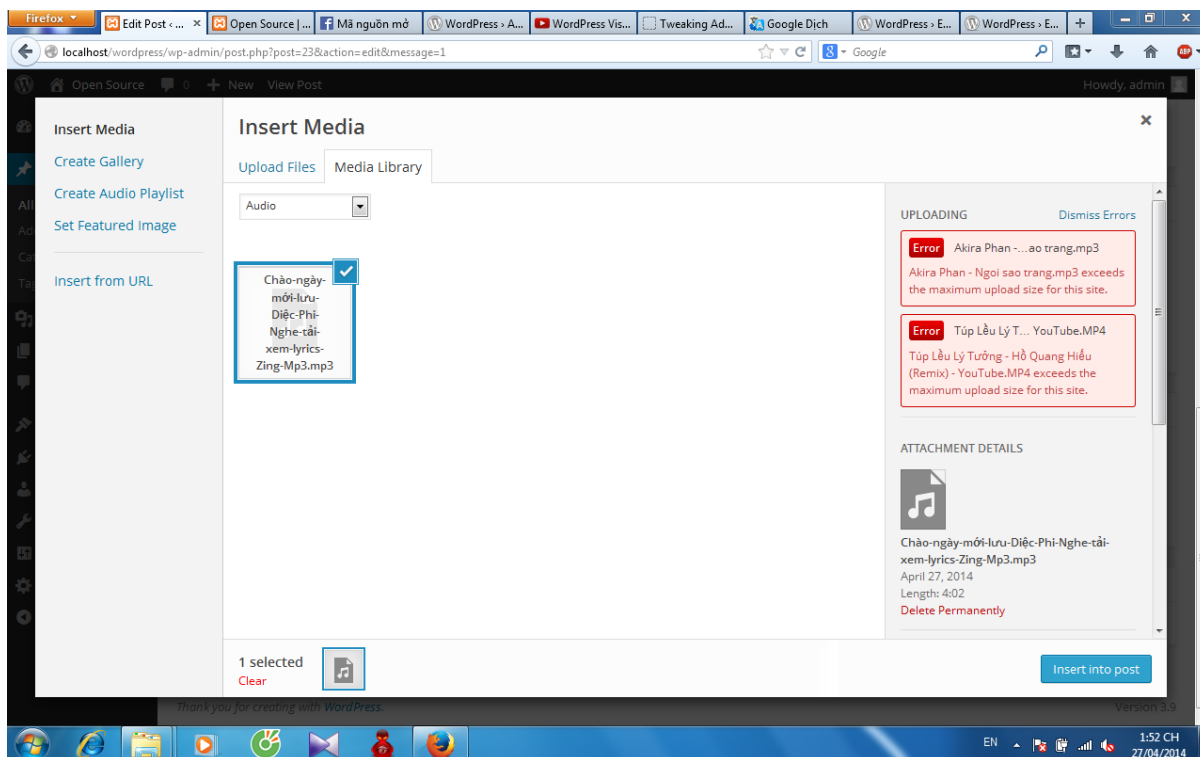 Firefox
Edit Post ‹ ...
Open Source | ...
Mã nguồn mở
WordPress › A...
WordPress Vis...
Tweaking Ad...
Google Dịch
WordPress › E...
WordPress › E...
localhost/wordpress/wp-admin/post.php?post=23&action=edit&message=1
Google
Open Source 0 + New View Post
Howdy, admin
Insert Media
Create Gallery
Create Audio Playlist
Set Featured Image
Insert from URL
Insert Media
Upload Files
Media Library
Audio
Chào-ngày-
mới-lưu-
Diệc-Phi-
Nghe-tải-
xem-lyrics-
Zing-Mp3.mp3
UPLOADING
Dismiss Errors
Error Akira Phan -...ao trang.mp3
Akira Phan - Ngoi sao trang.mp3 exceeds
the maximum upload size for this site.
Error Túp Lều Lý T... YouTube.MP4
Túp Lều Lý Tưởng - Hồ Quang Hiếu
(Remix) - YouTube.MP4 exceeds the
maximum upload size for this site.
ATTACHMENT DETAILS
Chào-ngày-mới-lưu-Diệc-Phi-Nghe-tải-
xem-lyrics-Zing-Mp3.mp3
April 27, 2014
Length: 4:02
Delete Permanently
1 selected
Clear
Insert into post
All
Ad
Ca
Ta
Thank you for creating with WordPress.
Version 3.9
EN
1:52 CH
27/04/2014